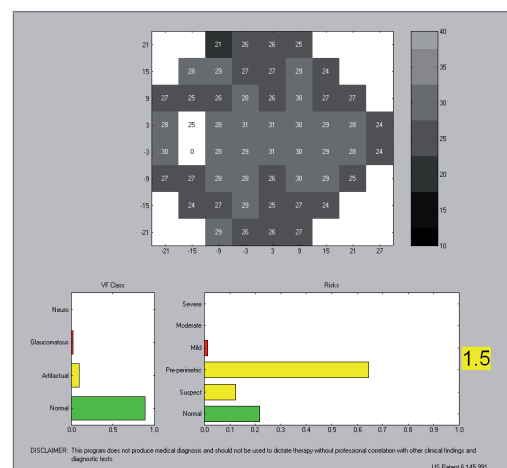 21 21 26 26 25 40
15 28 29 27 27 29 24 35
9 27 25 26 28 26 30 27 27 30
3 28 25 28 31 31 30 29 28 24
-3 30 0 28 29 31 30 29 28 24 25
-9 27 27 28 28 26 30 29 25 20
-15 24 27 29 25 27 24 15
-21 29 26 26 27 10
-21 -15 -9 -3 3 9 15 21 27
VF Class Risks
Neuro Severe
Moderate
Glaucomatous Mild
Artifactual Pre-perimetric 1.5
Suspect
Normal Normal
0.0 0.5 1.0 0.0 0.1 0.2 0.3 0.4 0.5 0.6 0.7 0.8 0.9 1.0
DISCLAIMER: This program does not produce medical diagnosis and should not be used to dictate therapy without professional correlation with other clinical findings and
diagnostic tests.
US Patent 6,145,991